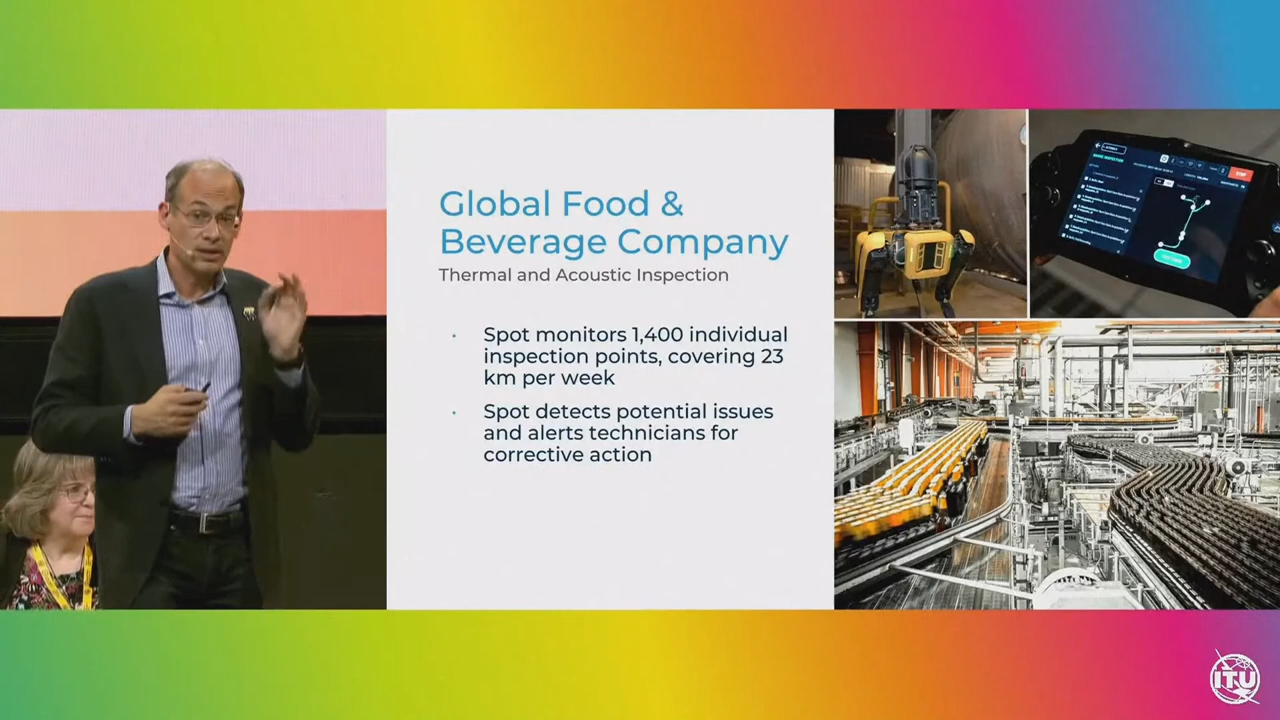 Global Food &
Beverage Company
Thermal and Acoustic Inspection
· Spot monitors 1,400 individual
inspection points, covering 23
km per week
· Spot detects potential issues
and alerts technicians for
corrective action
STOP
ITU